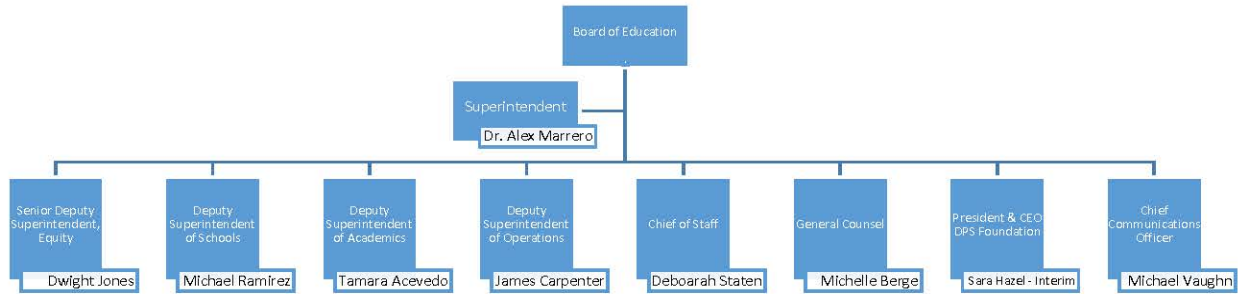 Board of Education
Superintendent
Dr. Alex Marrero
Senior Deputy
Superintendent,
Equity
Dwight Jones
Deputy
Superintendent
of Schools
Michael Ramirez
Deputy
Superintendent
of Academics
Tamara Acevedo
Deputy
Superintendent
of Operations
James Carpenter
Chief of Staff
Deboarah Staten
General Counsel
Michelle Berge
President & CEO
DPS Foundation
Sara Hazel - Interim
Chief
Communications
Officer
Michael Vaughn